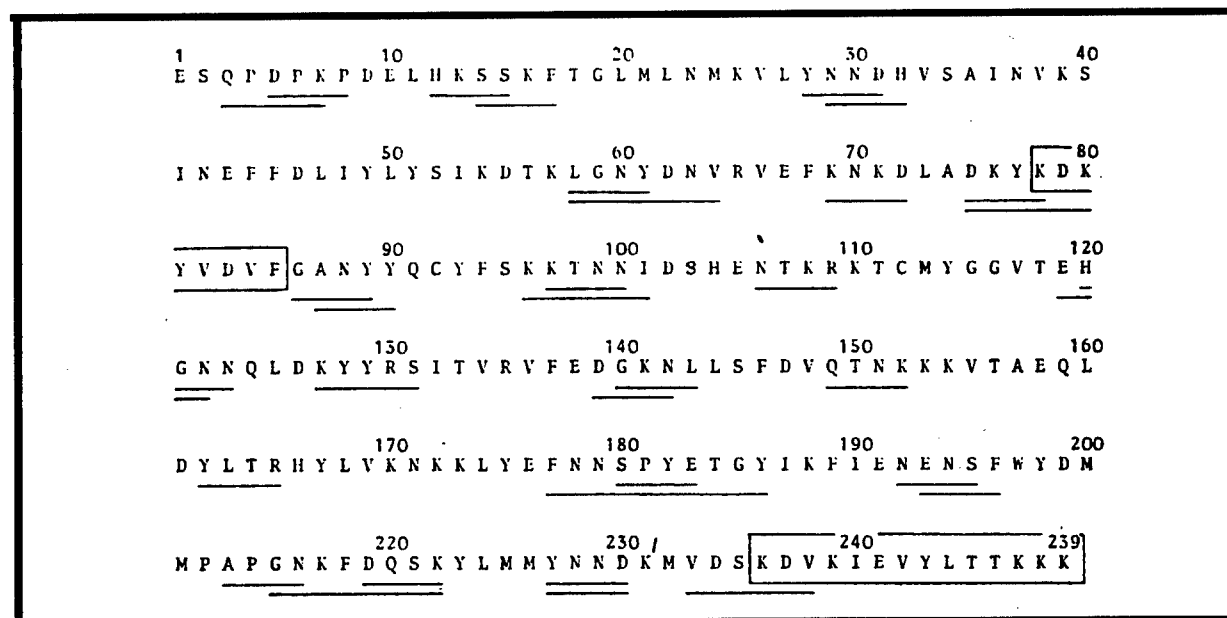 1 10 20 30 40
E S Q P D P K P D E L H K S S K F T G L M L N M K V L Y N N D H V S A I N V K S
50 60 70 80
I N E F F D L I Y L Y S I K D T K L G N Y D N V R V E F K N K D L A D K Y K D K
90 100 110 120
Y V D V F G A N Y Y Q C Y F S K K T N N I D S H E N T K R K T C M Y G G V T E H
130 140 150 160
G N N Q L D K Y Y R S I T V R V F E D G K N L L S F D V Q T N K K K V T A E Q L
170 180 190 200
D Y L T R H Y L V K N K K L Y E F N N S P Y E T G Y I K F I E N E N S F W Y D M
220 230 240 239
M P A P G N K F D Q S K Y L M M Y N N D K M V D S K D V K I E V Y L T T K K K